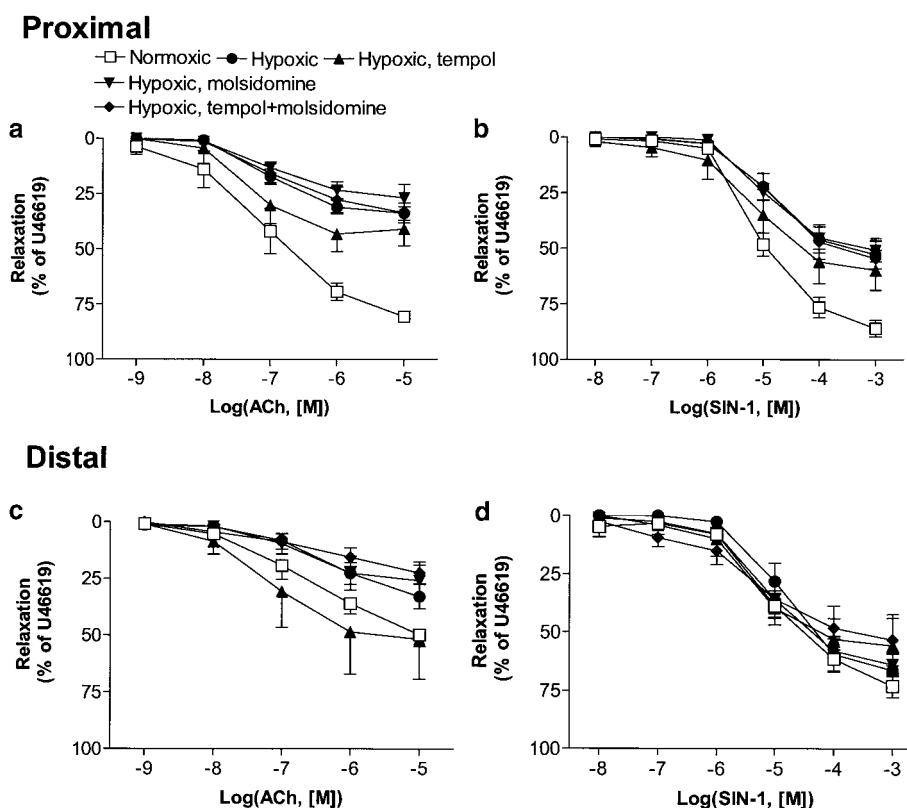 Proximal
Normoxic Hypoxic Hypoxic, tempol
Hypoxic, molsidomine
Hypoxic, tempol+molsidomine
a
Relaxation
(% of U46619)
0
25
50
75
100
-9 -8 -7 -6 -5
Log(ACh, [M])
b
Relaxation
(% of U46619)
0
25
50
75
100
-8 -7 -6 -5 -4 -3
Log(SIN-1, [M])
Distal
c
Relaxation
(% of U46619)
0
25
50
75
100
-9 -8 -7 -6 -5
Log(ACh, [M])
d
Relaxation
(% of U46619)
0
25
50
75
100
-8 -7 -6 -5 -4 -3
Log(SIN-1, [M])